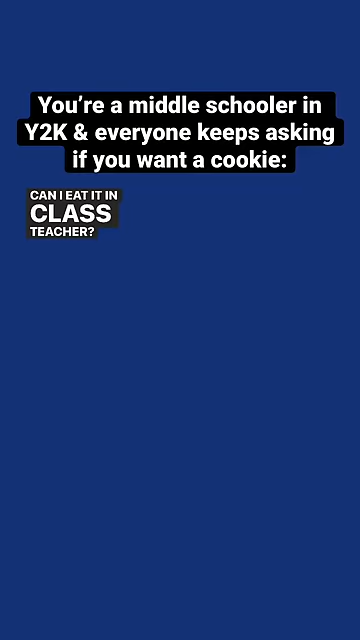 You’re a middle schooler in
Y2K & everyone keeps asking
if you want a cookie:
CAN I EAT IT IN
CLASS
TEACHER?